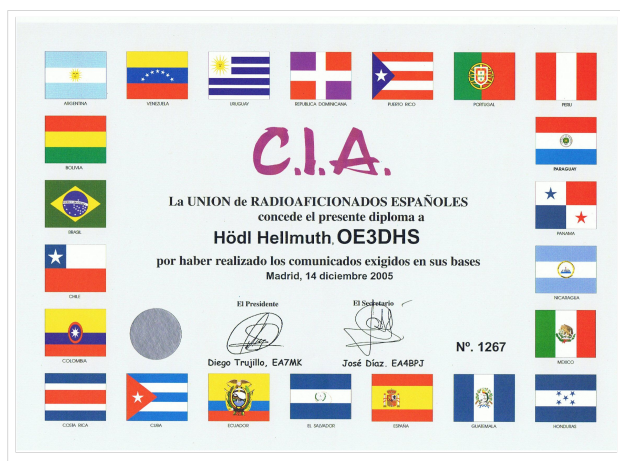 ARGENTINA
VENEZUELA
URUGUAY
REPUBLICA DOMINICANA
PUERTO RICO
PORTUGAL
PERU
BOLIVIA
C.I.A.
PARAGUAY
La UNION de RADIOAFICIONADOS ESPAÑOLES
concede el presente diploma a
BRASIL
Hödl Hellmuth, OE3DHS
PANAMA
por haber realizado los comunicados exigidos en sus bases
Madrid, 14 diciembre 2005
CHILE
NICARAGUA
El Presidente
El Secretario
COLOMBIA
Diego Trujillo, EA7MK
José Díaz. EA4BPJ
Nº. 1267
MEXICO
COSTA RICA
CUBA
ECUADOR
EL SALVADOR
ESPAÑA
GUATEMALA
HONDURAS